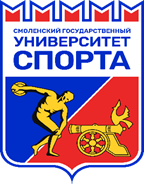 СМОЛЕНСКИЙ ГОСУДАРСТВЕННЫЙ
УНИВЕРСИТЕТ
СПОРТА